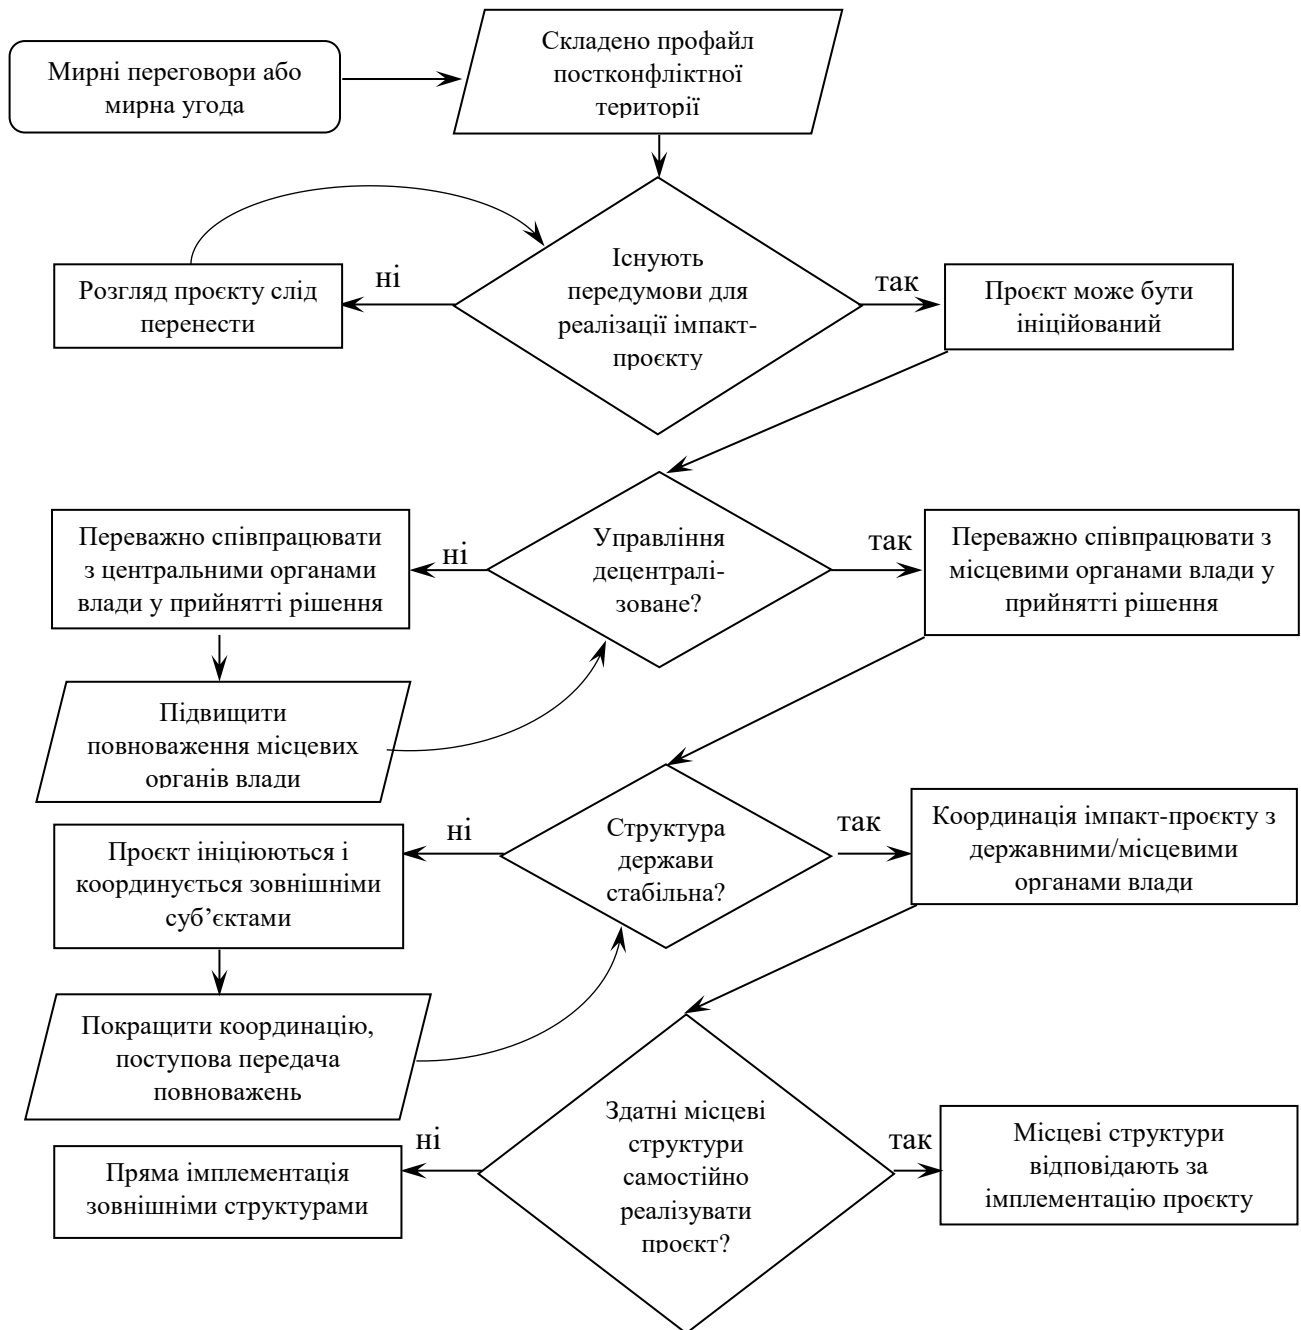 Мирні переговори або
мирна угода
Складено профайл
постконфліктної
території
Існують
передумови для
реалізації імпакт-
проєкту
ні
так
Розгляд проєкту слід
перенести
Проєкт може бути
ініційований
Управління
децентралі-
зоване?
ні
так
Переважно співпрацювати
з центральними органами
влади у прийнятті рішення
Переважно співпрацювати з
місцевими органами влади у
прийнятті рішення
Підвищити
повноваження місцевих
органів влади
Структура
держави
стабільна?
ні
так
Проєкт ініціюються і
координується зовнішніми
суб’єктами
Координація імпакт-проєкту з
державними/місцевими
органами влади
Покращити координацію,
поступова передача
повноважень
Здатні місцеві
структури
самостійно
реалізувати
проєкт?
ні
так
Пряма імплементація
зовнішніми структурами
Місцеві структури
відповідають за
імплементацію проєкту